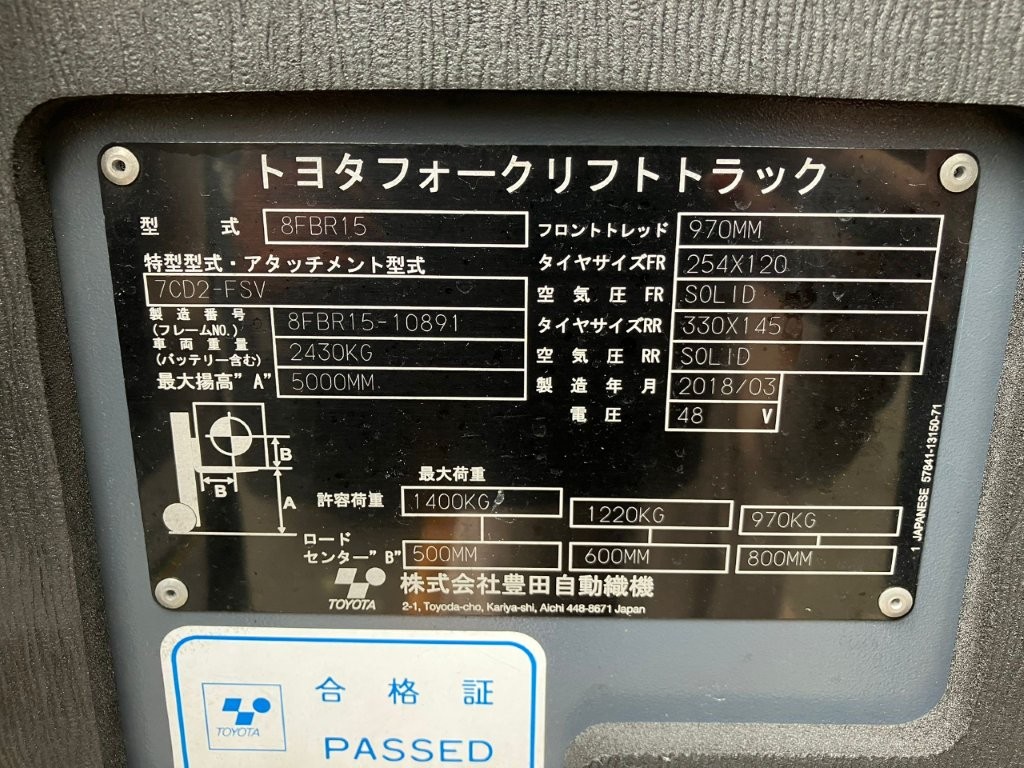 トヨタフォークリフトトラック
型 式 8FBR15
特型型式・アタッチメント型式
7CD2-FSV
製造番号
(フレームNO.) 8FBR15-10891
車両重量
(バッテリー含む) 2430KG
最大揚高"A" 5000MM
フロントトレッド 970MM
タイヤサイズFR 254X120
空気圧FR SOLID
タイヤサイズRR 330X145
空気圧RR SOLID
製造年月 2018/03
電圧 48 V
B
B
A
最大荷重
許容荷重 1400KG 1220KG 970KG
ロード
センター"B" 500MM 600MM 800MM
TOYOTA 株式会社豊田自動織機
2-1, Toyoda-cho, Kariya-shi, Aichi 448-8671 Japan
1 JAPANESE 57841-13150-71
TOYOTA
合格証
PASSED